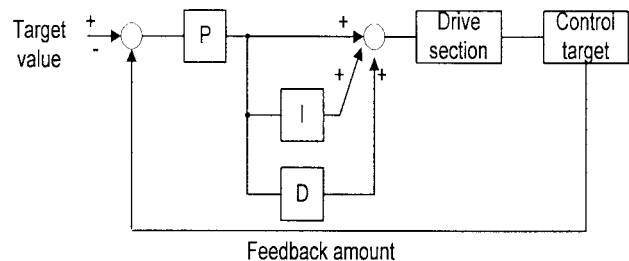 Target
value
+
-
P
+
Drive
section
Control
target
+
+
I
D
Feedback amount